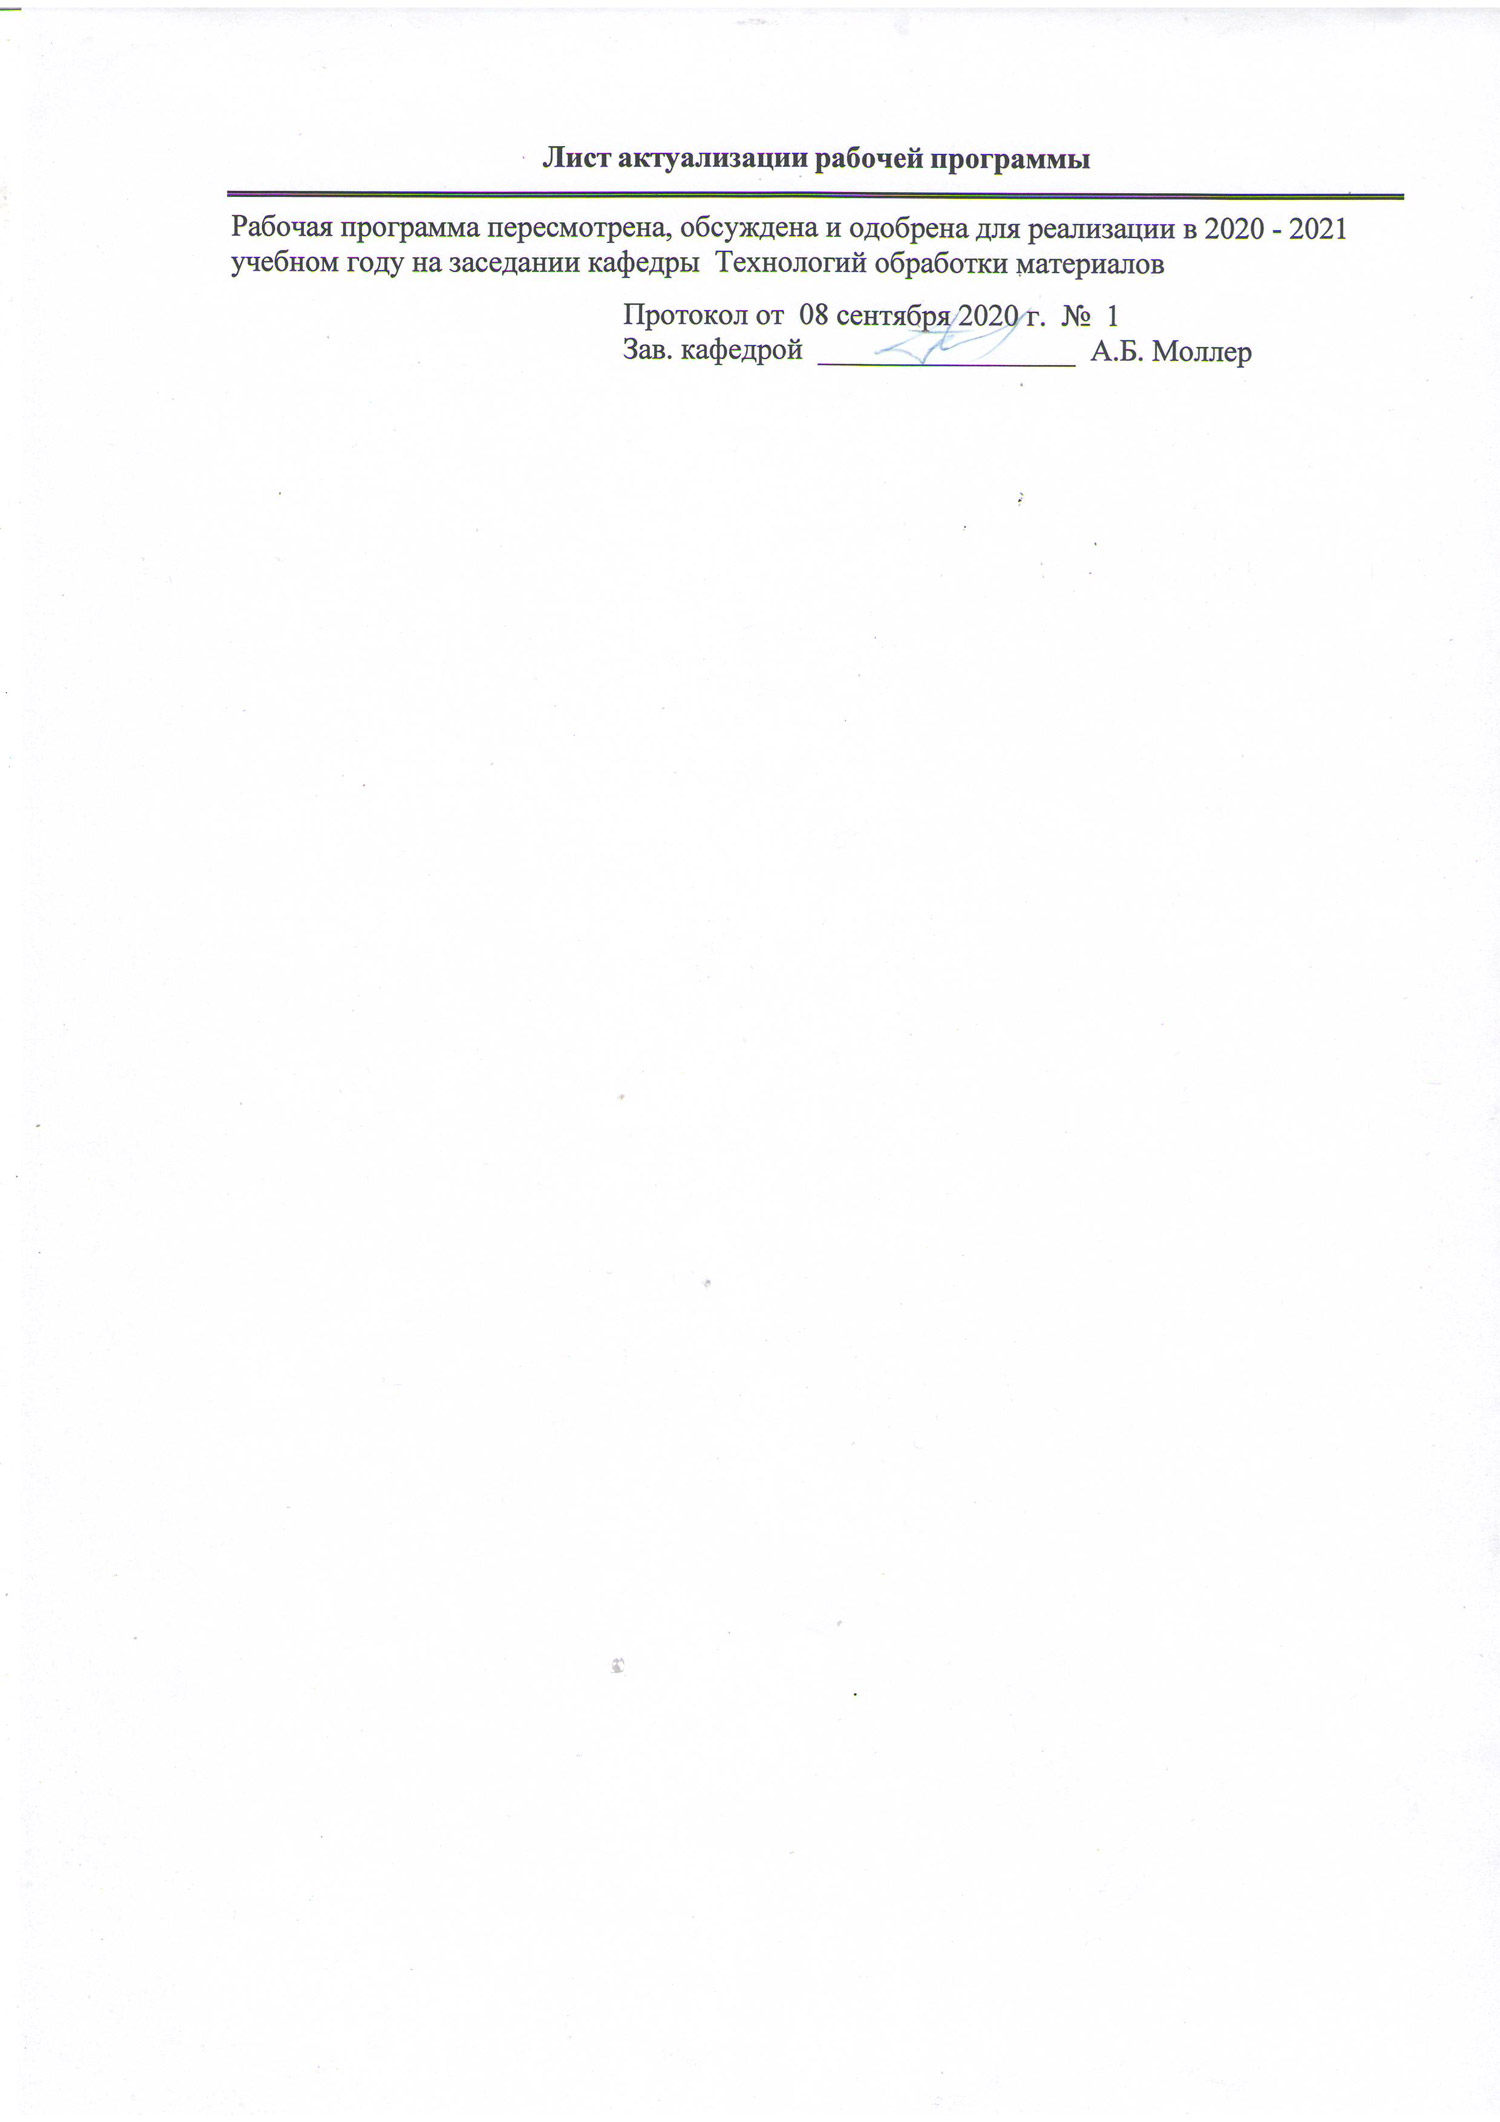 Лист актуализации рабочей программы
Рабочая программа пересмотрена, обсуждена и одобрена для реализации в 2020 - 2021
учебном году на заседании кафедры Технологий обработки материалов
Протокол от 08 сентября 2020 г. № 1
Зав. кафедрой ___________________ А.Б. Моллер